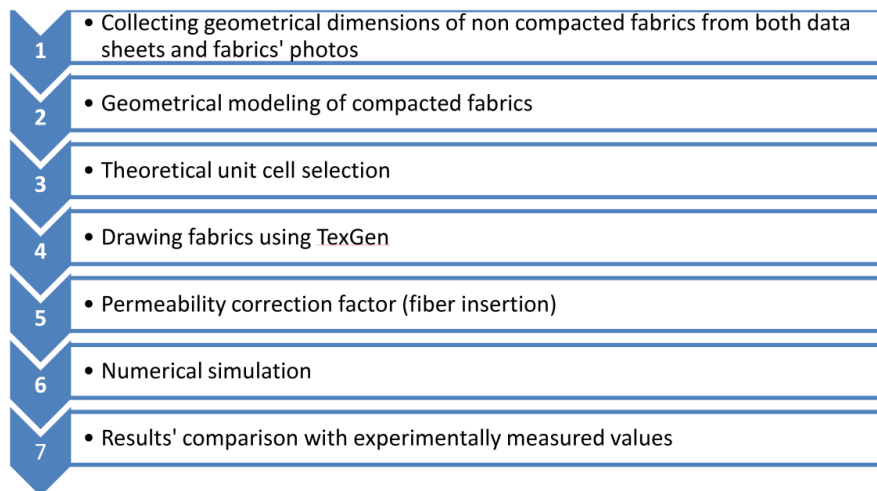 1
• Collecting geometrical dimensions of non compacted fabrics from both data
sheets and fabrics' photos
2
• Geometrical modeling of compacted fabrics
3
• Theoretical unit cell selection
4
• Drawing fabrics using TexGen
5
• Permeability correction factor (fiber insertion)
6
• Numerical simulation
7
• Results' comparison with experimentally measured values